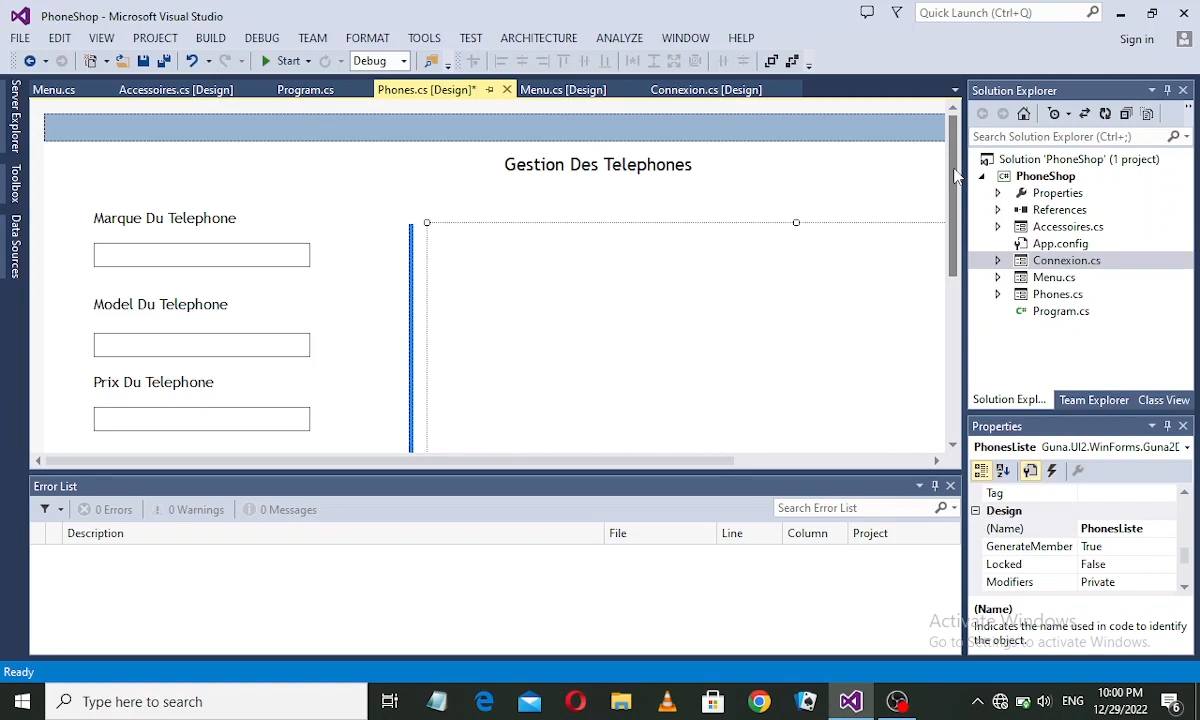 PhoneShop - Microsoft Visual Studio
Quick Launch (Ctrl+Q)
FILE EDIT VIEW PROJECT BUILD DEBUG TEAM FORMAT TOOLS TEST ARCHITECTURE ANALYZE WINDOW HELP
Sign in
Start
Debug
Server Explorer
Toolbox
Data Sources
Menu.cs
Accessoires.cs [Design]
Program.cs
Phones.cs [Design]*
Menu.cs [Design]
Connexion.cs [Design]
Gestion Des Telephones
Marque Du Telephone
Model Du Telephone
Prix Du Telephone
Solution Explorer
Search Solution Explorer (Ctrl+;)
Solution 'PhoneShop' (1 project)
C# PhoneShop
Properties
References
Accessoires.cs
App.config
Connexion.cs
Menu.cs
Phones.cs
C# Program.cs
Solution Expl...
Team Explorer
Class View
Properties
PhonesListe Guna.UI2.WinForms.Guna2D
Tag
Design
(Name) PhonesListe
GenerateMember True
Locked False
Modifiers Private
(Name)
Indicates the name used in code to identify
the object.
Error List
0 Errors
0 Warnings
0 Messages
Search Error List
Description File Line Column Project
Activate Windows
Go to Settings to activate Windows.
Ready
Type here to search
ENG
10:00 PM
12/29/2022
6